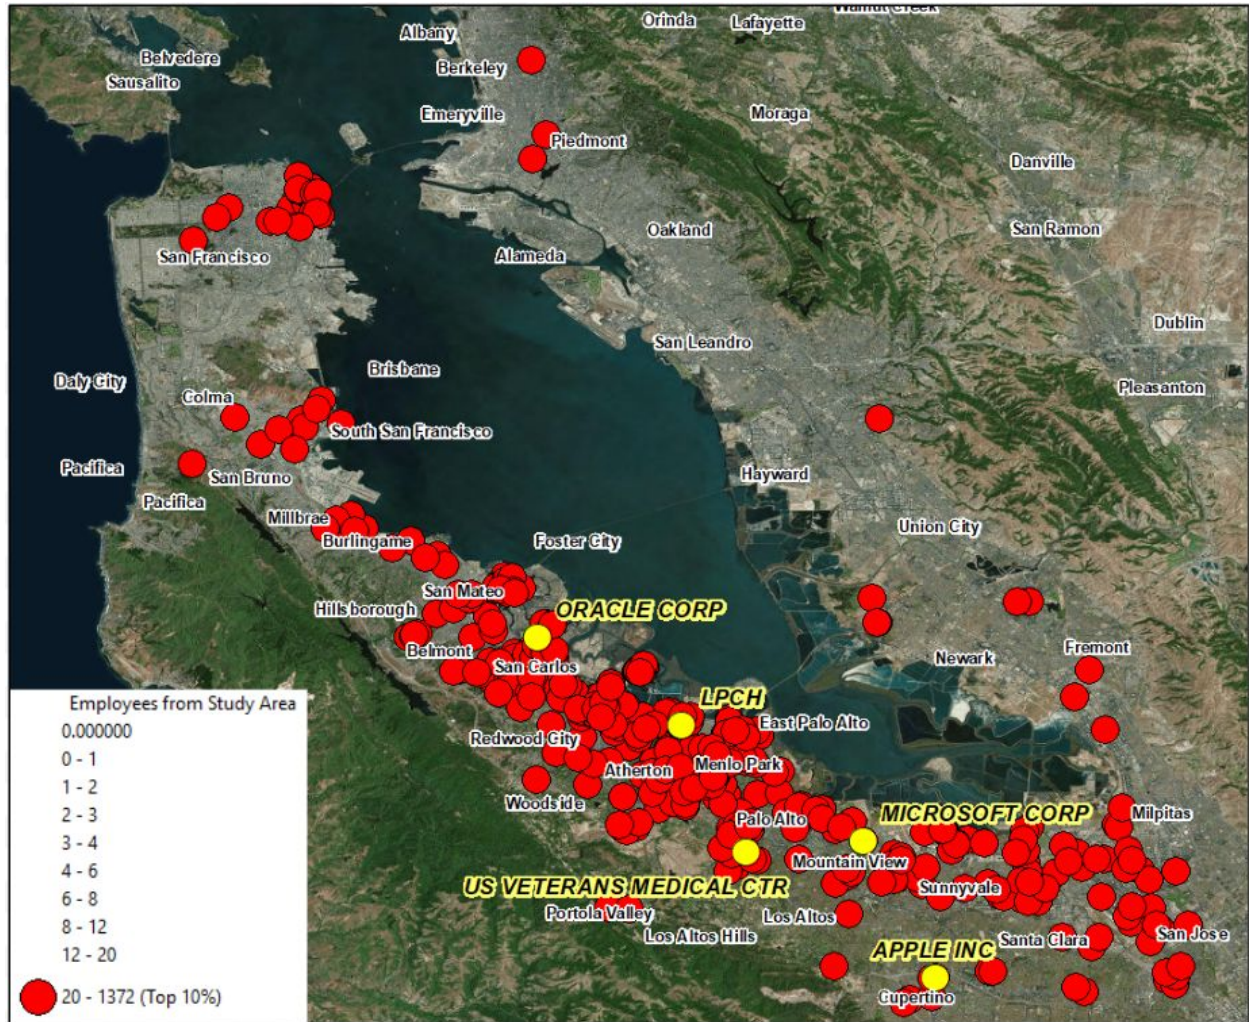 Walnut Creek
Orinda
Lafayette
Albany
Belvedere
Sausalito
Berkeley
Emeryville
Moraga
Piedmont
Danville
Oakland
San Ramon
San Francisco
Alameda
San Leandro
Dublin
Brisbane
Daly City
Colma
Pleasanton
South San Francisco
Pacifica
San Bruno
Hayward
Pacifica
Millbrae
Union City
Burlingame
Foster City
San Mateo
Hillsborough
ORACLE CORP
Belmont
San Carlos
Newark
Fremont
LPCH
East Palo Alto
Redwood City
Atherton
Menlo Park
Woodside
MICROSOFT CORP
Milpitas
Palo Alto
Mountain View
US VETERANS MEDICAL CTR
Sunnyvale
Portola Valley
Los Altos
Los Altos Hills
Santa Clara
San Jose
APPLE INC
Cupertino
Employees from Study Area
0.000000
0 - 1
1 - 2
2 - 3
3 - 4
4 - 6
6 - 8
8 - 12
12 - 20
20 - 1372 (Top 10%)